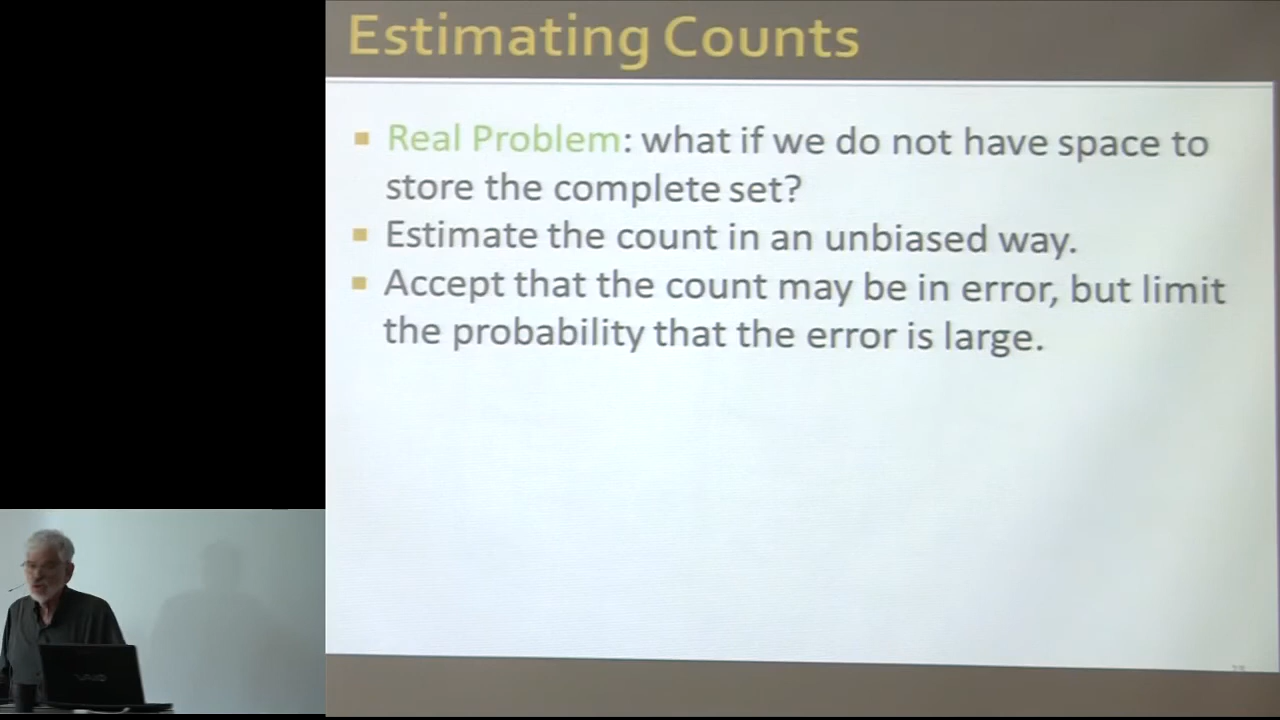 Estimating Counts
Real Problem: what if we do not have space to
store the complete set?
Estimate the count in an unbiased way.
Accept that the count may be in error, but limit
the probability that the error is large.
VAIO